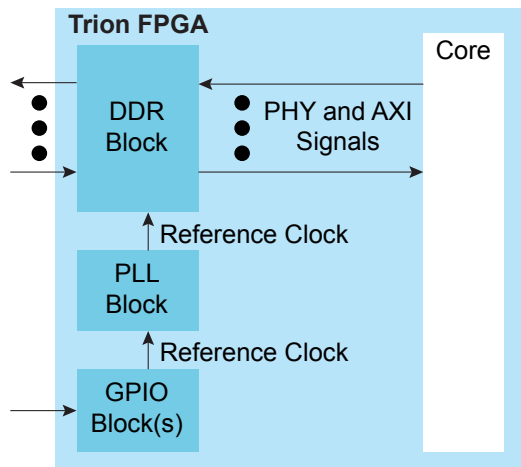 Trion FPGA
Core
DDR
Block
PHY and AXI
Signals
Reference Clock
PLL
Block
Reference Clock
GPIO
Block(s)